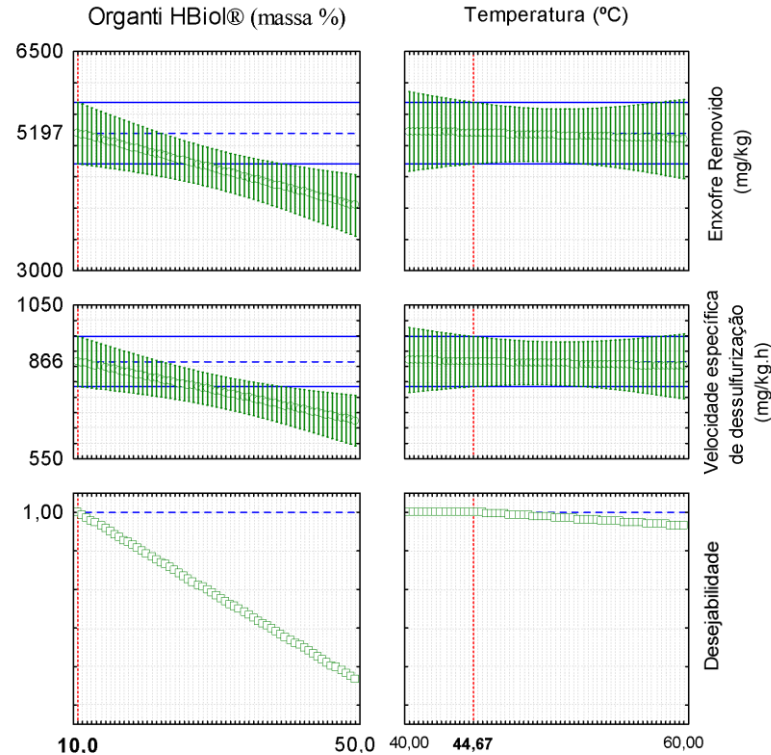 Organti HBiol® (massa %)
Temperatura (ºC)
6500
5197
3000
Enxofre Removido
(mg/kg)
1050
866
550
Velocidade específica
de dessulfurização
(mg/kg.h)
1,00
Desejabilidade
10,0
50,0
40,00
44,67
60,00